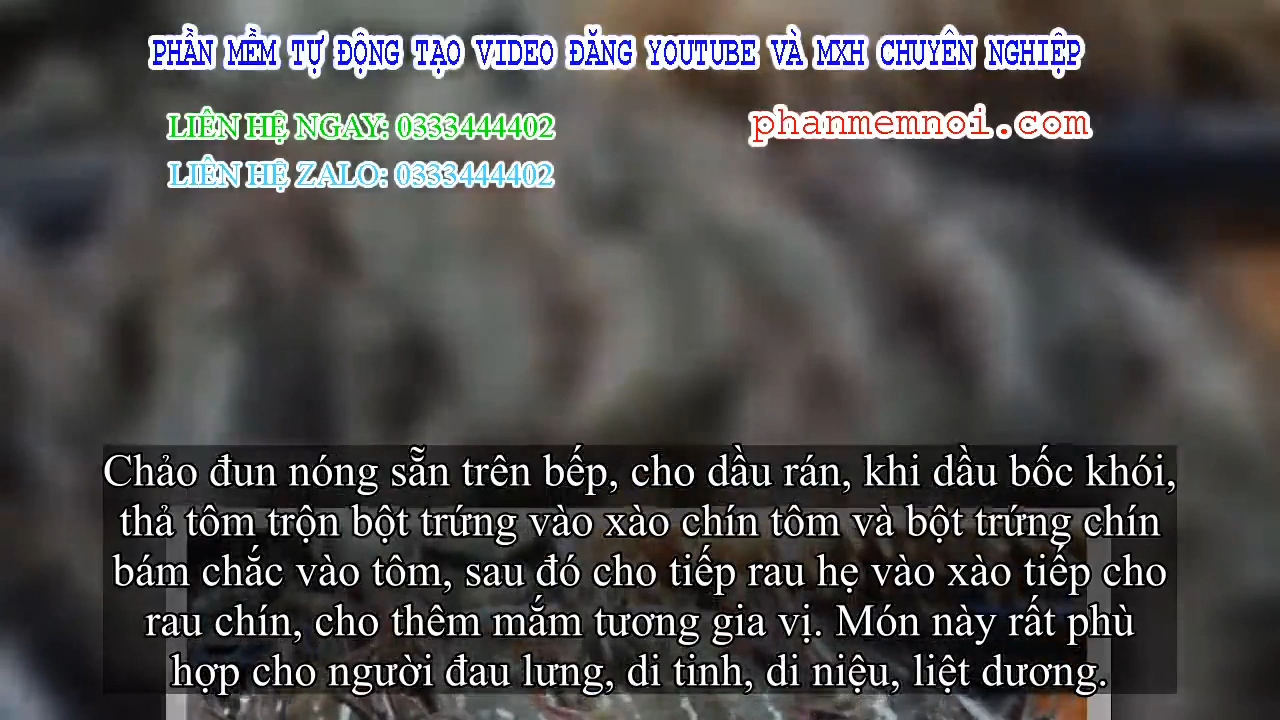 PHẦN MỀM TỰ ĐỘNG TẠO VIDEO ĐĂNG YOUTUBE VÀ MXH CHUYÊN NGHIỆP
LIÊN HỆ NGAY: 0333444402
phanmemnoi.com
LIÊN HỆ ZALO: 0333444402
Chảo đun nóng sẵn trên bếp, cho dầu rán, khi dầu bốc khói,
thả tôm trộn bột trứng vào xào chín tôm và bột trứng chín
bám chắc vào tôm, sau đó cho tiếp rau hẹ vào xào tiếp cho
rau chín, cho thêm mắm tương gia vị. Món này rất phù
hợp cho người đau lưng, di tinh, di niệu, liệt dương.